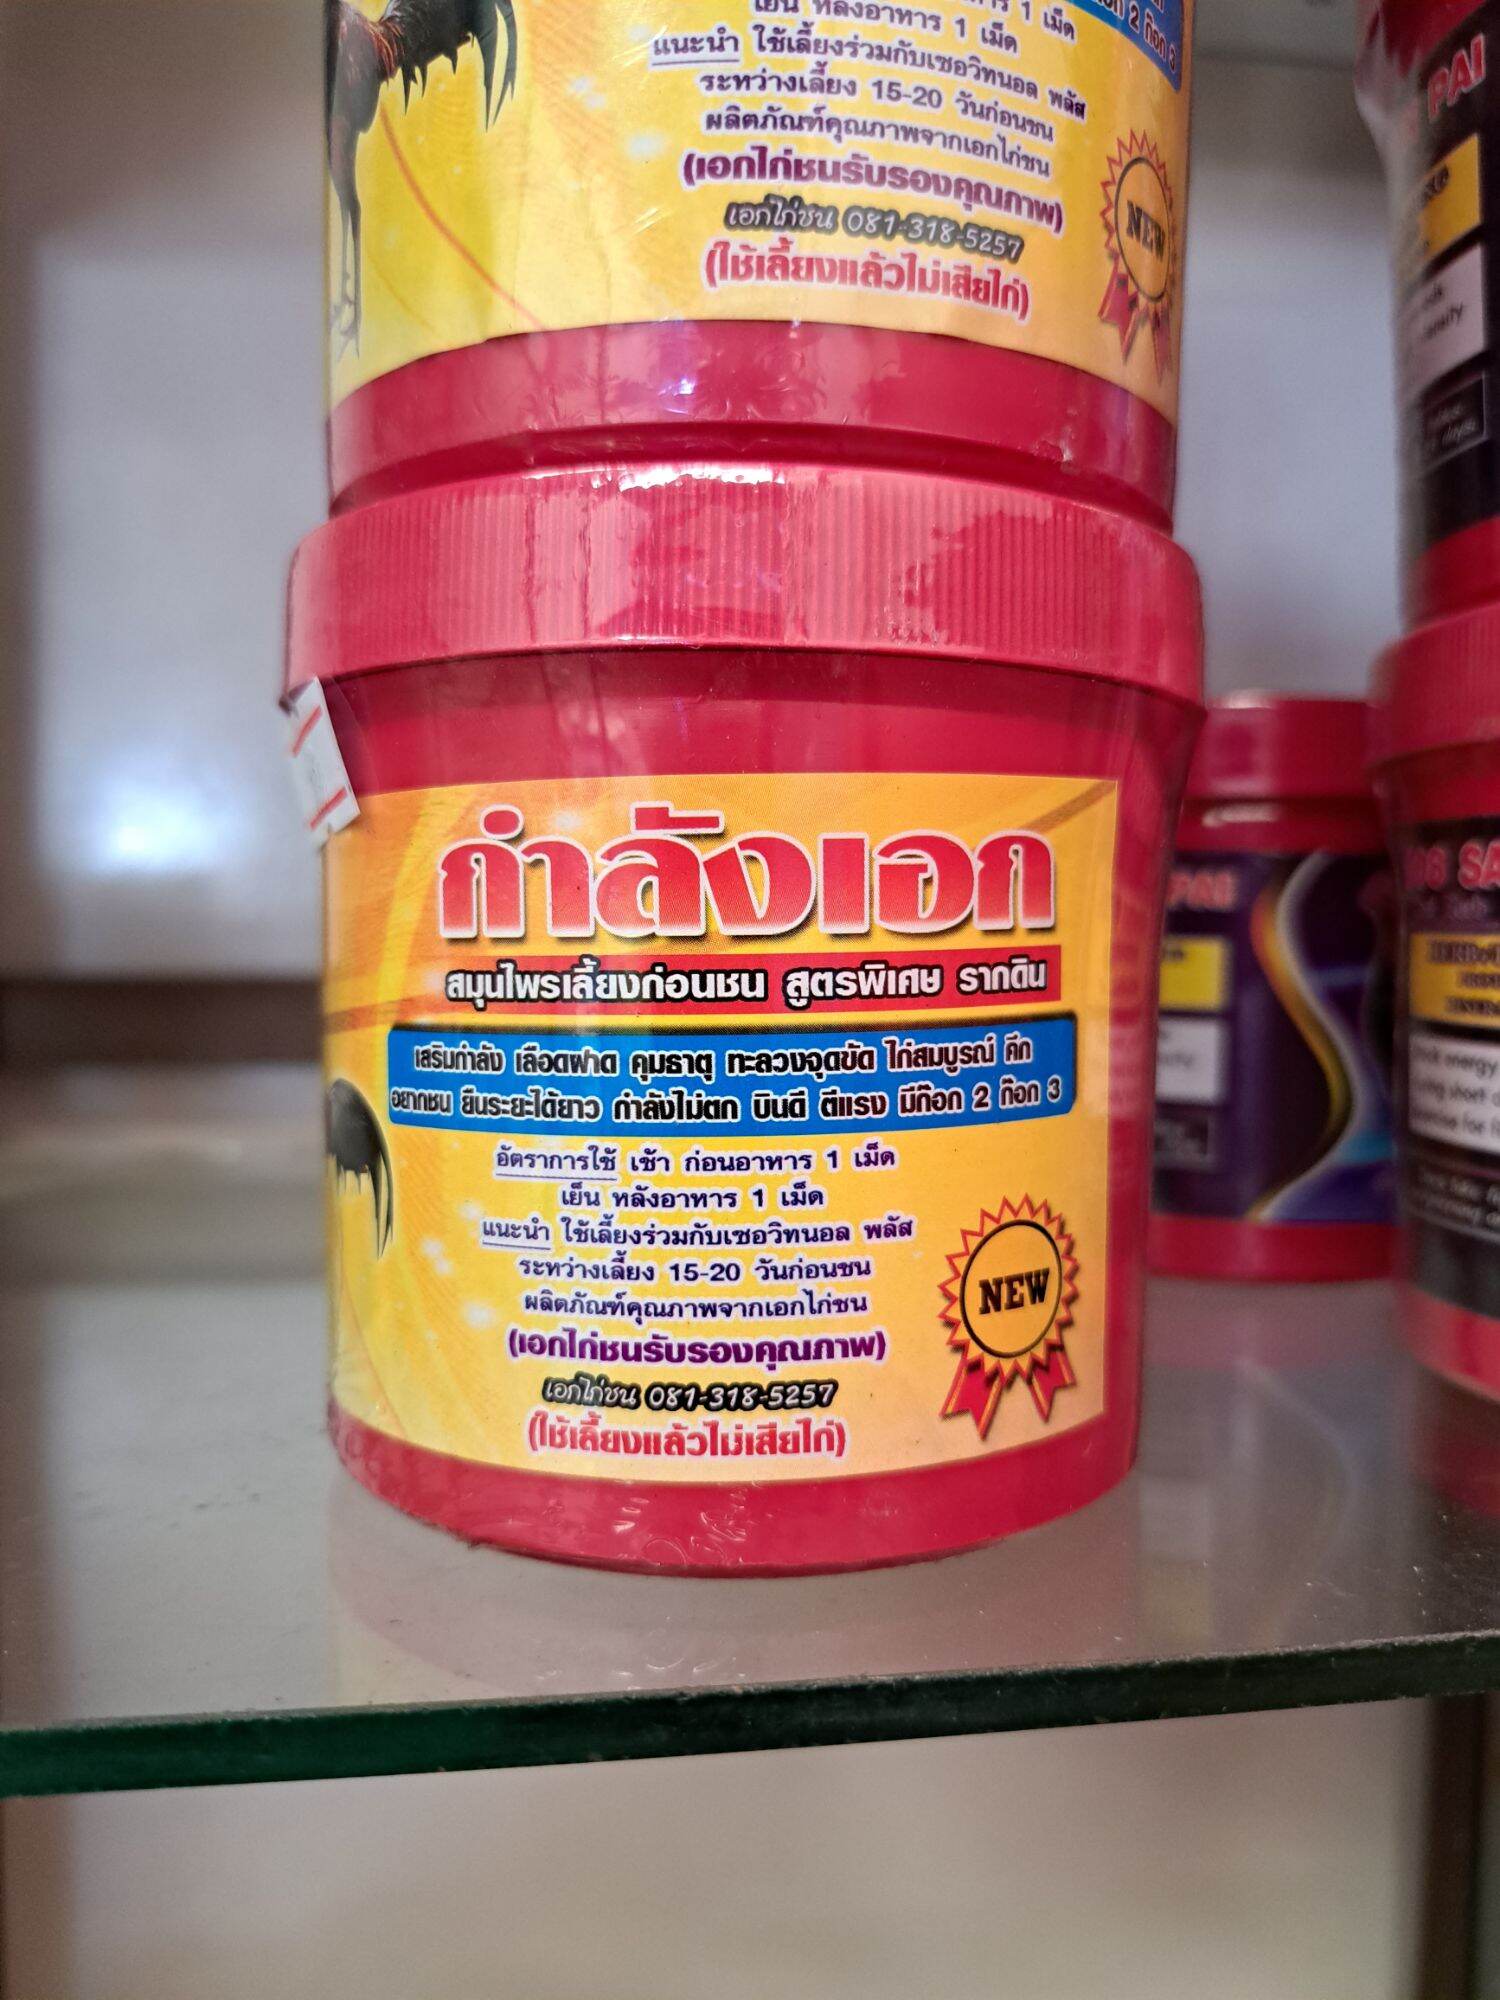 เย็น หลังอาหาร 1 เม็ด
แนะนำ ใช้เลี้ยงร่วมกับเซอวิทนอล พลัส
ระหว่างเลี้ยง 15-20 วันก่อนชน
ผลิตภัณฑ์คุณภาพจากเอกไก่ชน
(เอกไก่ชนรับรองคุณภาพ)
เอกไก่ชน 081-318-5257
(ใช้เลี้ยงแล้วไม่เสียไก่)
NEW
PAI
กำลังเอก
สมุนไพรเลี้ยงก่อนชน สูตรพิเศษ รากดิน
เสริมกำลัง เลือดฝาด คุมธาตุ ทะลวงจุดขัด ไก่สมบูรณ์ คึก
อยากชน ยืนระยะได้ยาว กำลังไม่ตก บินดี ตีแรง มีก๊อก 2 ก๊อก 3
อัตราการใช้ เช้า ก่อนอาหาร 1 เม็ด
เย็น หลังอาหาร 1 เม็ด
แนะนำ ใช้เลี้ยงร่วมกับเซอวิทนอล พลัส
ระหว่างเลี้ยง 15-20 วันก่อนชน
ผลิตภัณฑ์คุณภาพจากเอกไก่ชน
(เอกไก่ชนรับรองคุณภาพ)
เอกไก่ชน 081-318-5257
(ใช้เลี้ยงแล้วไม่เสียไก่)
NEW
PAI
energy
short